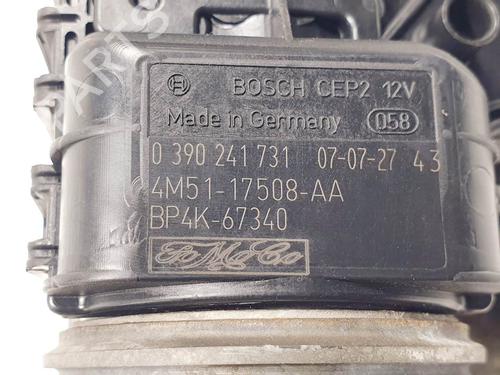 BOSCH CEP2 12V
Made in Germany 058
0 390 241 731 07-07-27 43
4M51-17508-AA
BP4K-67340
FoMoCo